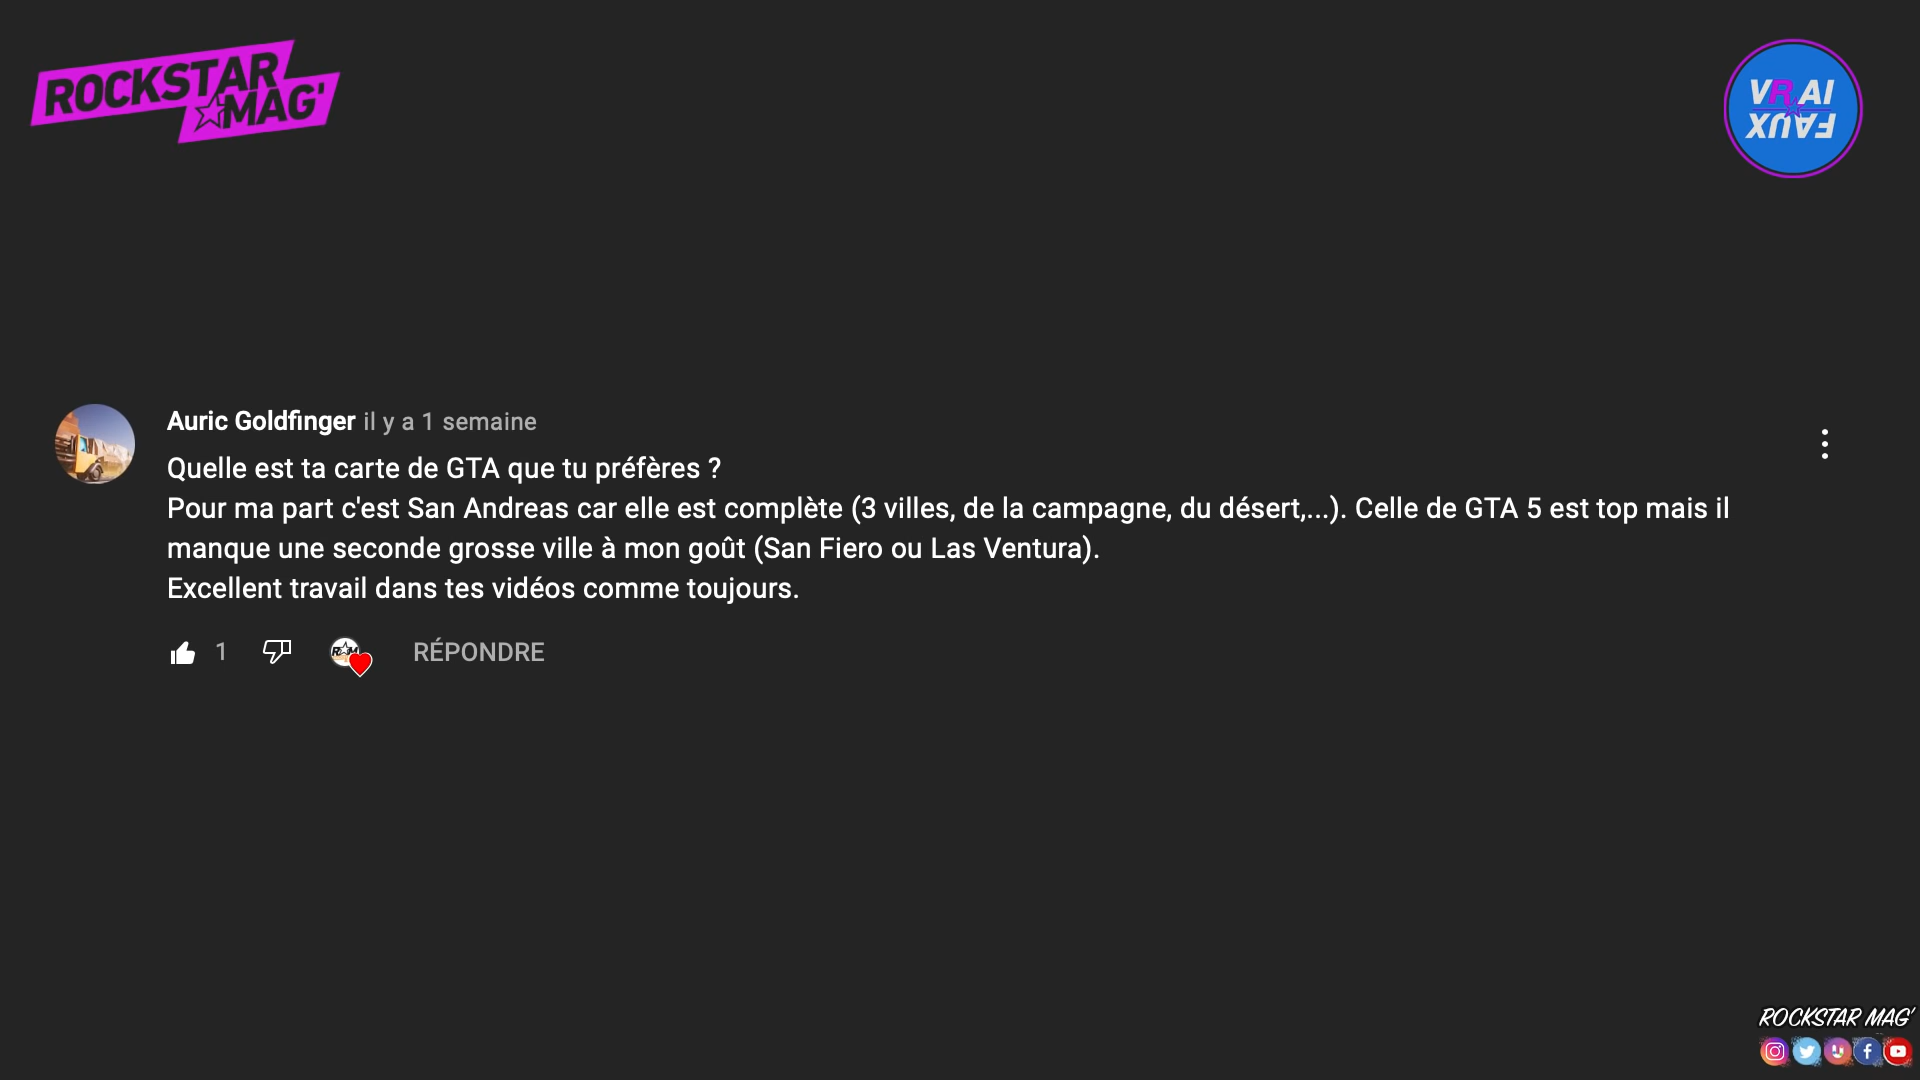 ROCKSTAR
MAG'
VRAI
FAUX
Auric Goldfinger il y a 1 semaine
Quelle est ta carte de GTA que tu préfères ?
Pour ma part c'est San Andreas car elle est complète (3 villes, de la campagne, du désert,...). Celle de GTA 5 est top mais il
manque une seconde grosse ville à mon goût (San Fiero ou Las Ventura).
Excellent travail dans tes vidéos comme toujours.
1 RÉPONDRE
ROCKSTAR MAG'